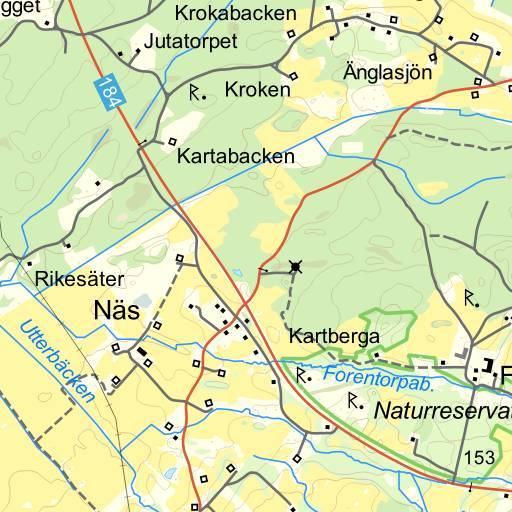 gget
Krokabacken
Jutatorpet
Änglasjön
184
Kroken
R.
Kartabacken
Rikesäter
Näs
R.
Utterbäcken
Kartberga
R.
Forentorpab.
F
R.
Naturreservat
153